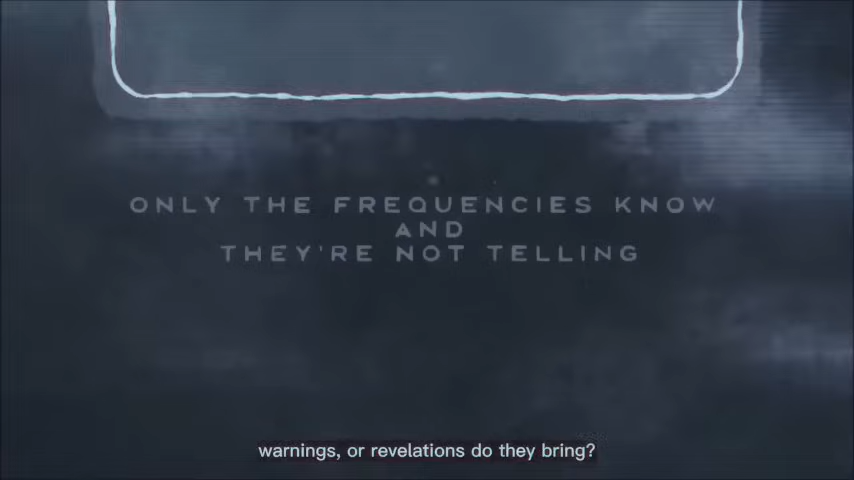 ONLY THE FREQUENCIES KNOW
AND
THEY'RE NOT TELLING
warnings, or revelations do they bring?